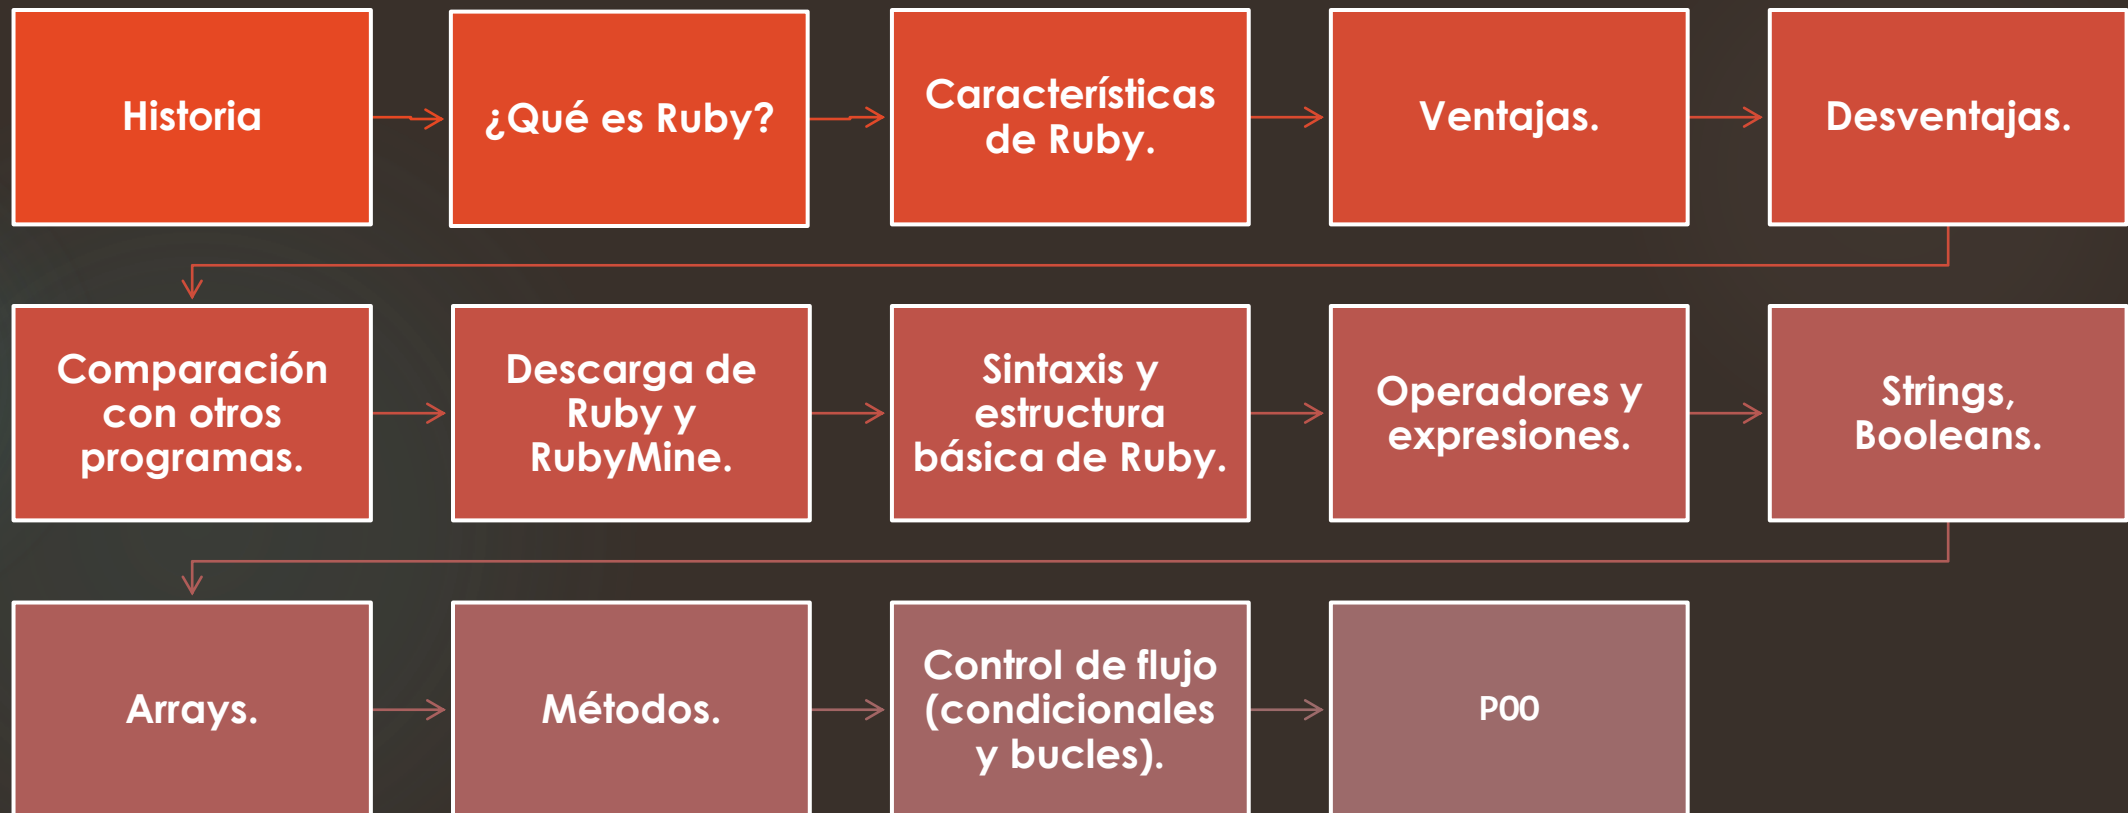 Historia
¿Qué es Ruby?
Características
de Ruby.
Ventajas.
Desventajas.
Comparación
con otros
programas.
Descarga de
Ruby y
RubyMine.
Sintaxis y
estructura
básica de Ruby.
Operadores y
expresiones.
Strings,
Booleans.
Arrays.
Métodos.
Control de flujo
(condicionales
y bucles).
P00